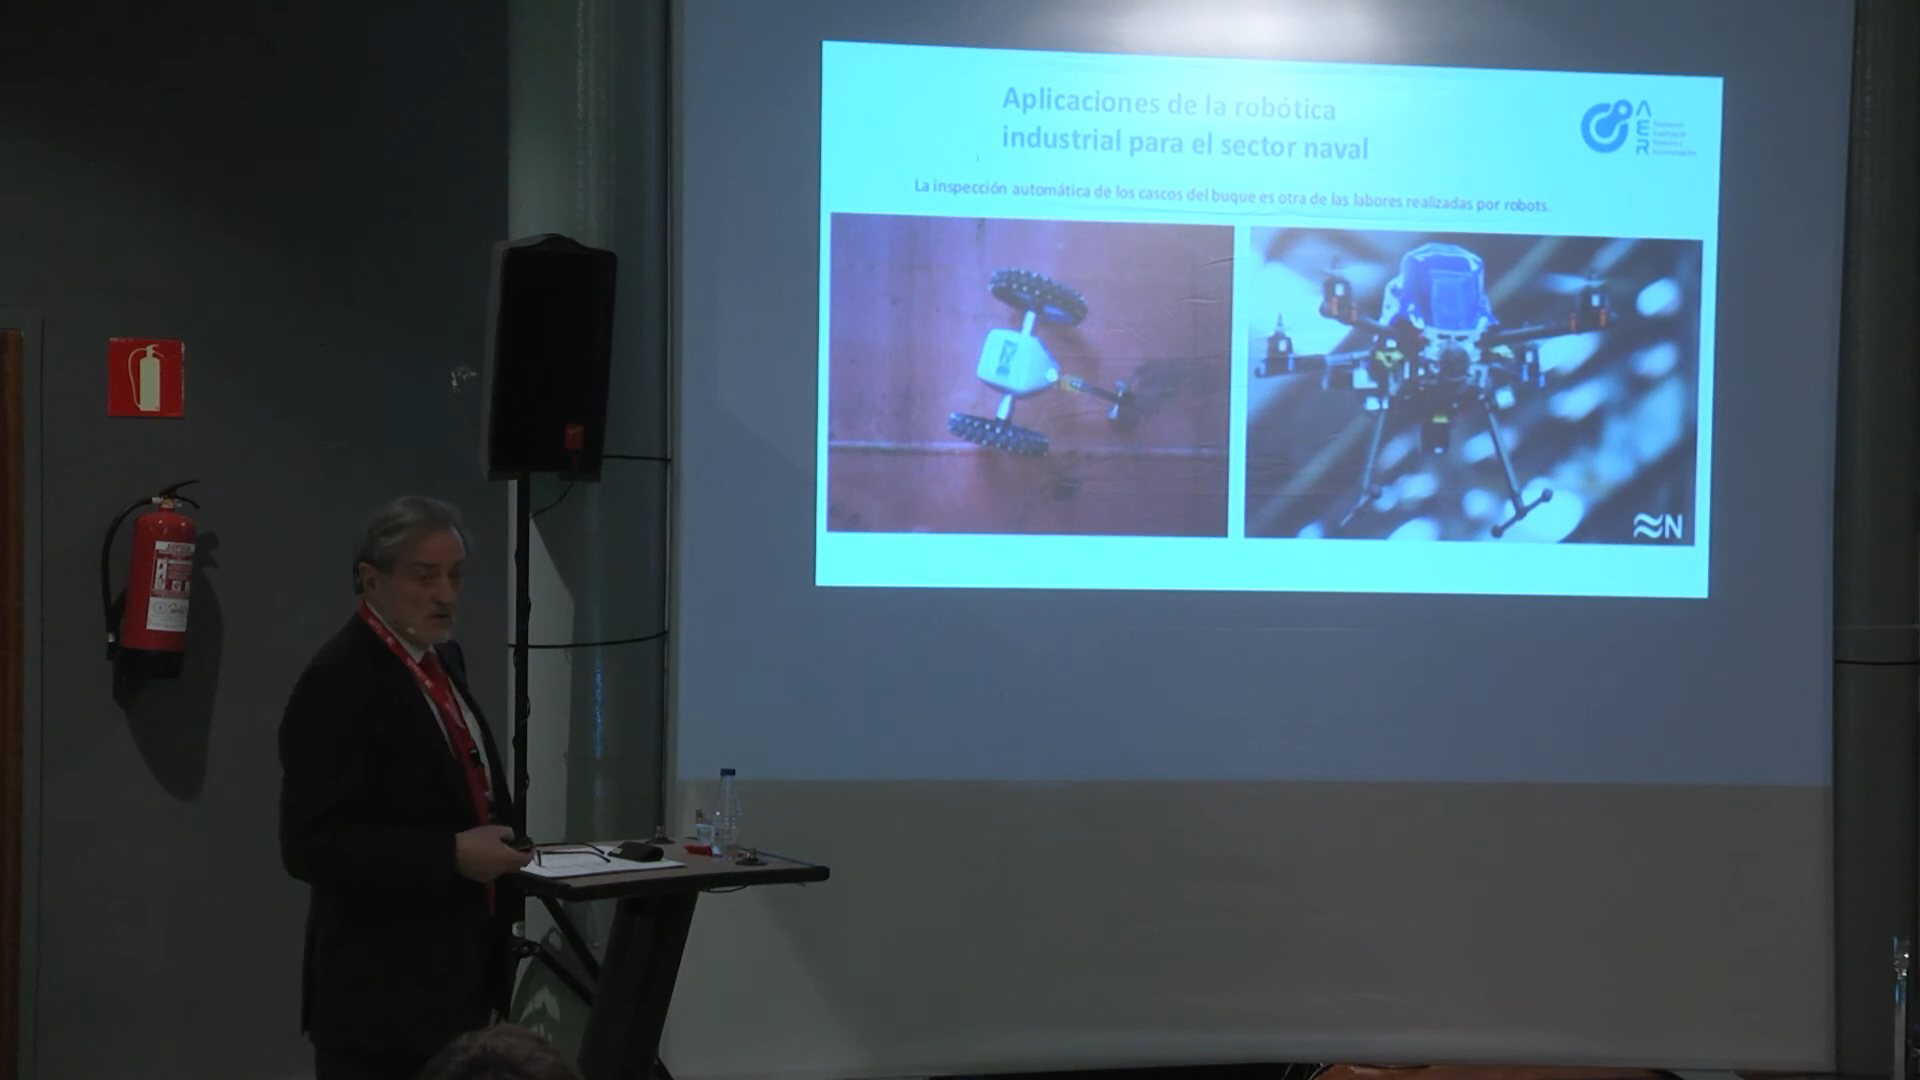 Aplicaciones de la robótica
industrial para el sector naval
AER
La inspección automática de los cascos del buque es otra de las labores realizadas por robots.
N